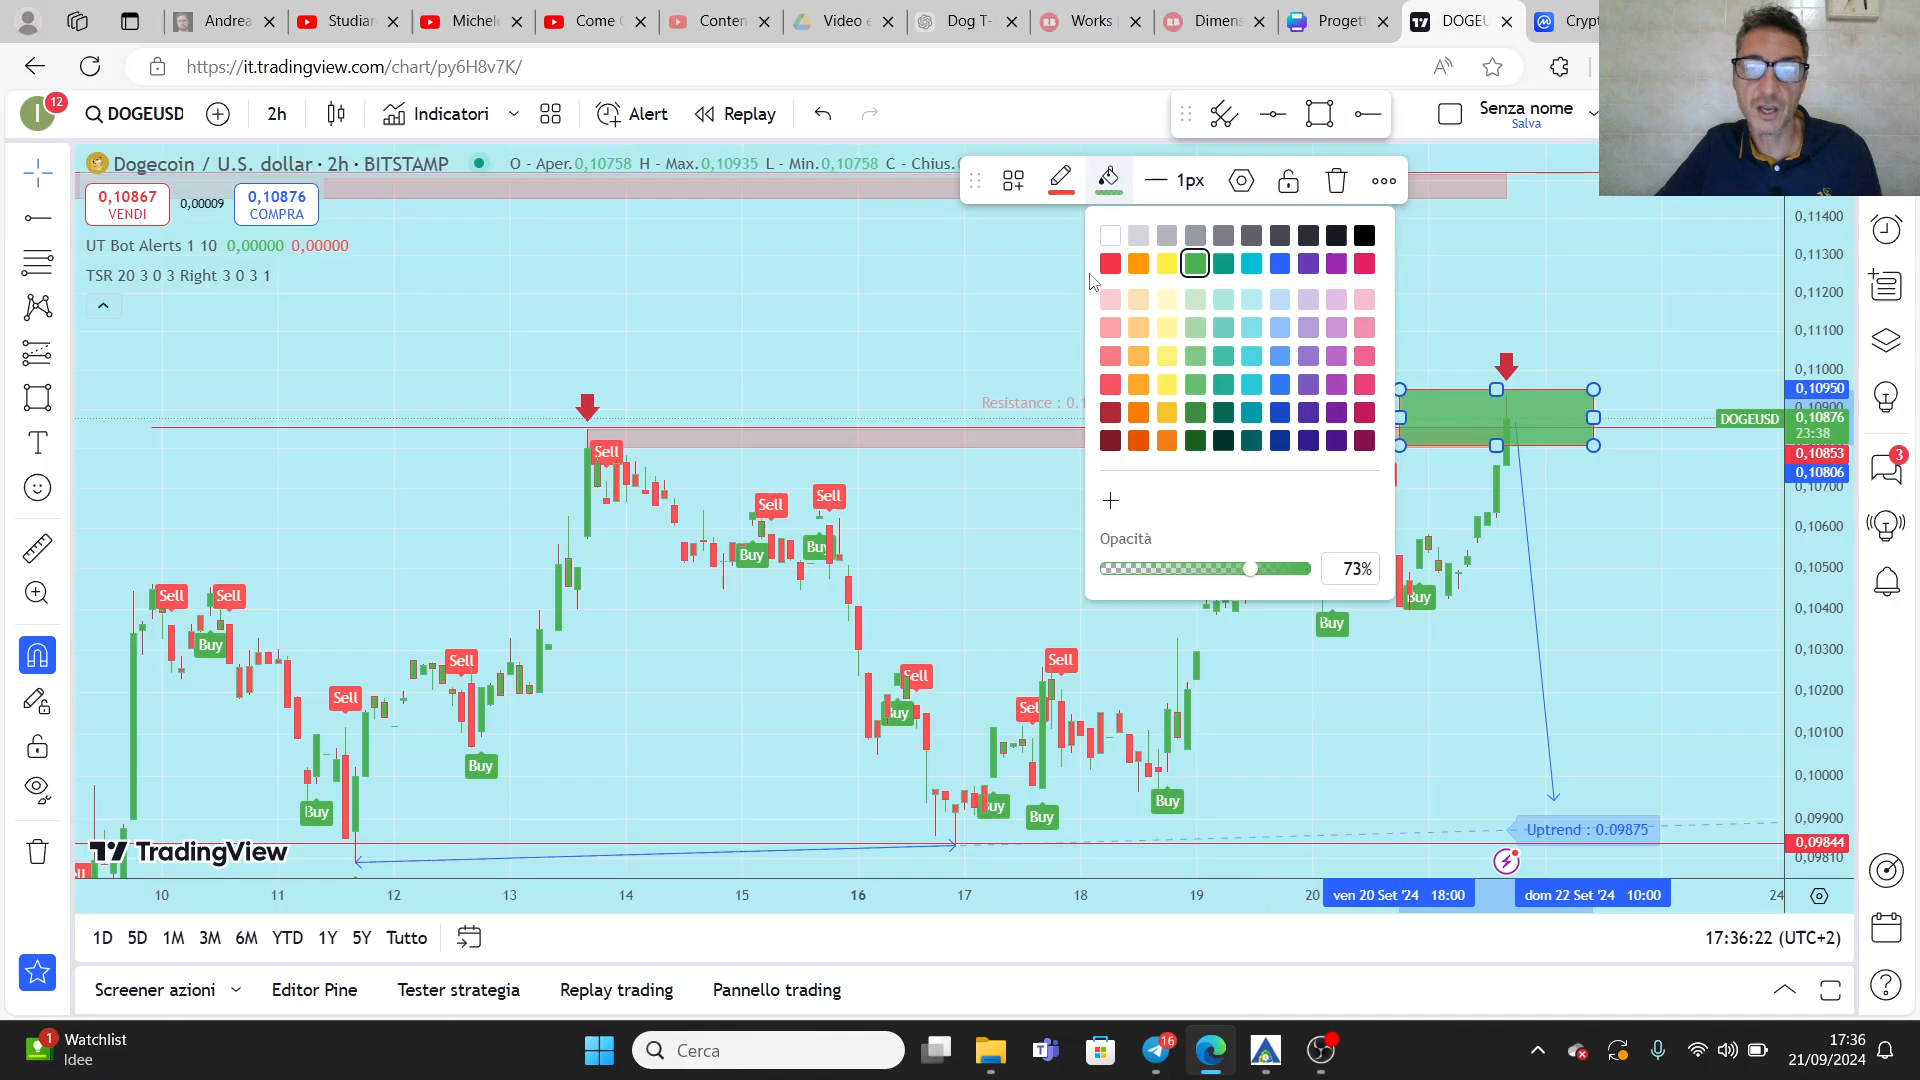 Andrea
Studiar
Michele
Come
Conten
Video e
Dog T-
Works
Dimens
Proget
DOGEU
Crypt
https://it.tradingview.com/chart/py6H8v7K/
I
12
DOGEUSD
2h
Indicatori
Alert
Replay
Senza nome
Salva
Dogecoin / U.S. dollar · 2h · BITSTAMP
O - Aper.0,10758 H - Max.0,10935 L - Min.0,10758 C - Chius.
0,10867
VENDI
0,00009
0,10876
COMPRA
UT Bot Alerts 1 10 0,00000 0,00000
TSR 20 3 0 3 Right 3 0 3 1
1px
Opacità
73%
Resistance : 0.1
0,11400
0,11300
0,11200
0,11100
0,11000
0,10950
0,10900
DOGEUSD
0,10876
23:38
0,10853
0,10806
0,10700
0,10600
0,10500
0,10400
0,10300
0,10200
0,10100
0,10000
0,09900
0,09844
0,09810
Sell
Sell
Sell
Buy
Buy
Sell
Sell
Buy
Buy
Buy
Sell
Sell
Buy
Sell
Buy
Buy
Sell
Sel
Buy
Buy
Buy
Buy
Uptrend : 0.09875
TradingView
10
11
12
13
14
15
16
17
18
19
20
ven 20 Set '24 18:00
dom 22 Set '24 10:00
24
1D 5D 1M 3M 6M YTD 1Y 5Y Tutto
17:36:22 (UTC+2)
Screener azioni
Editor Pine
Tester strategia
Replay trading
Pannello trading
3
1
Watchlist
Idee
Cerca
16
17:36
21/09/2024